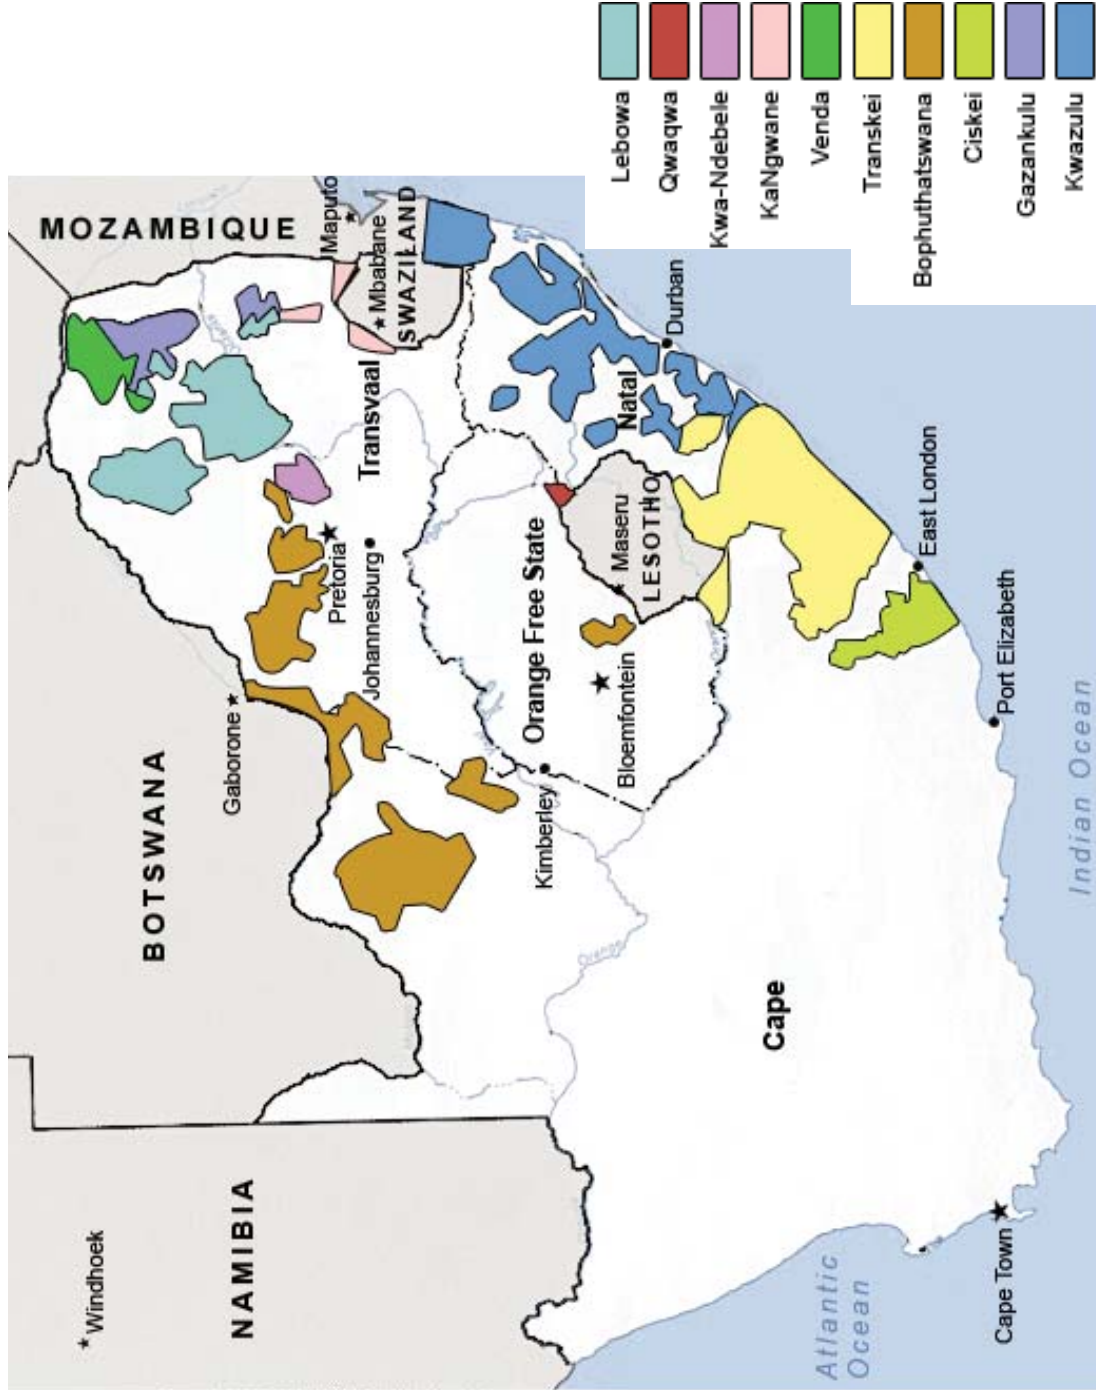 MOZAMBIQUE
Maputo
Mbabane
SWAZILAND
Transvaal
Pretoria
Johannesburg
Gaborone
BOTSWANA
NAMIBIA
Windhoek
Natal
Durban
Orange Free State
Maseru
LESOTHO
Bloemfontein
Kimberley
Orange
Orange
Cape
East London
Port Elizabeth
Cape Town
Indian Ocean
Atlantic
Ocean
Lebowa
Qwaqwa
Kwa-Ndebele
KaNgwane
Venda
Transkei
Bophuthatswana
Ciskei
Gazankulu
Kwazulu